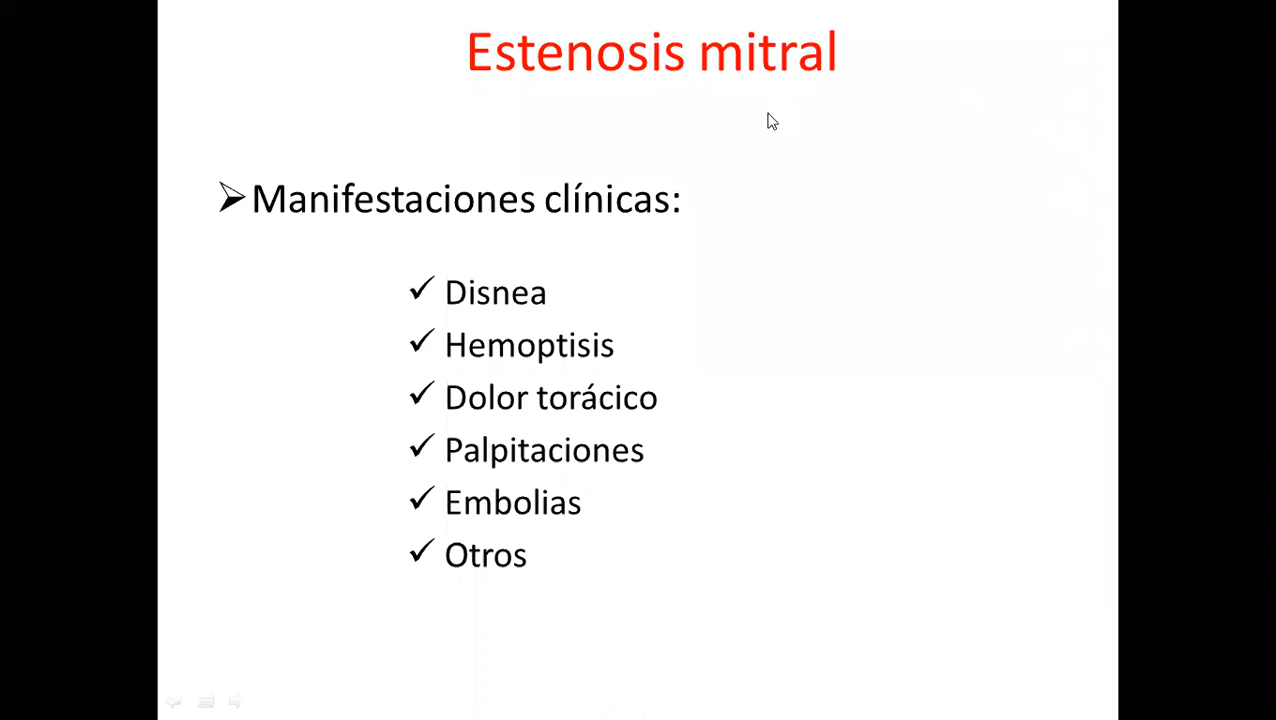 Estenosis mitral
➢Manifestaciones clínicas:
✓ Disnea
✓ Hemoptisis
✓ Dolor torácico
✓ Palpitaciones
✓ Embolias
✓ Otros